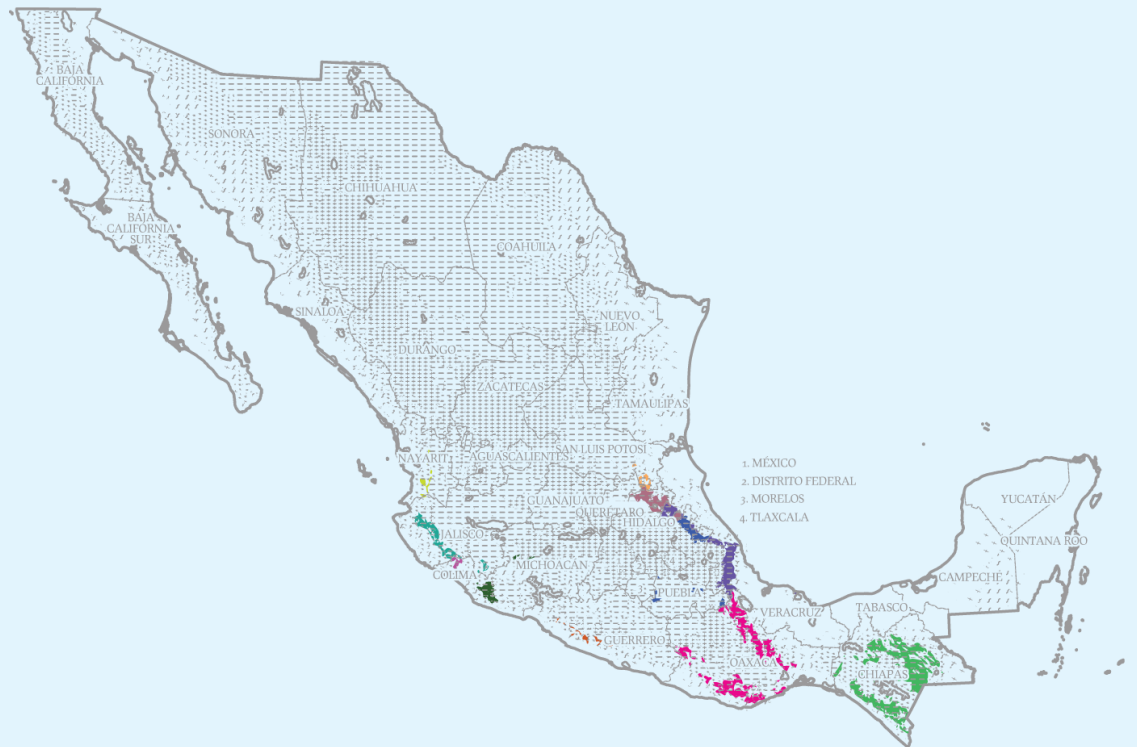 BAJA
CALIFORNIA
SONORA
CHIHUAHUA
BAJA
CALIFORNIA
SUR
COAHUILA
SINALOA
NUEVO
LEÓN
DURANGO
ZACATECAS
TAMAULIPAS
SAN LUIS POTOSÍ
NAYARIT
AGUASCALIENTES
1. MÉXICO
2. DISTRITO FEDERAL
3. MORELOS
4. TLAXCALA
GUANAJUATO
QUERÉTARO
HIDALGO
JALISCO
YUCATÁN
QUINTANA ROO
MICHOACÁN
COLIMA
CAMPECHE
PUEBLA
VERACRUZ
TABASCO
GUERRERO
OAXACA
CHIAPAS